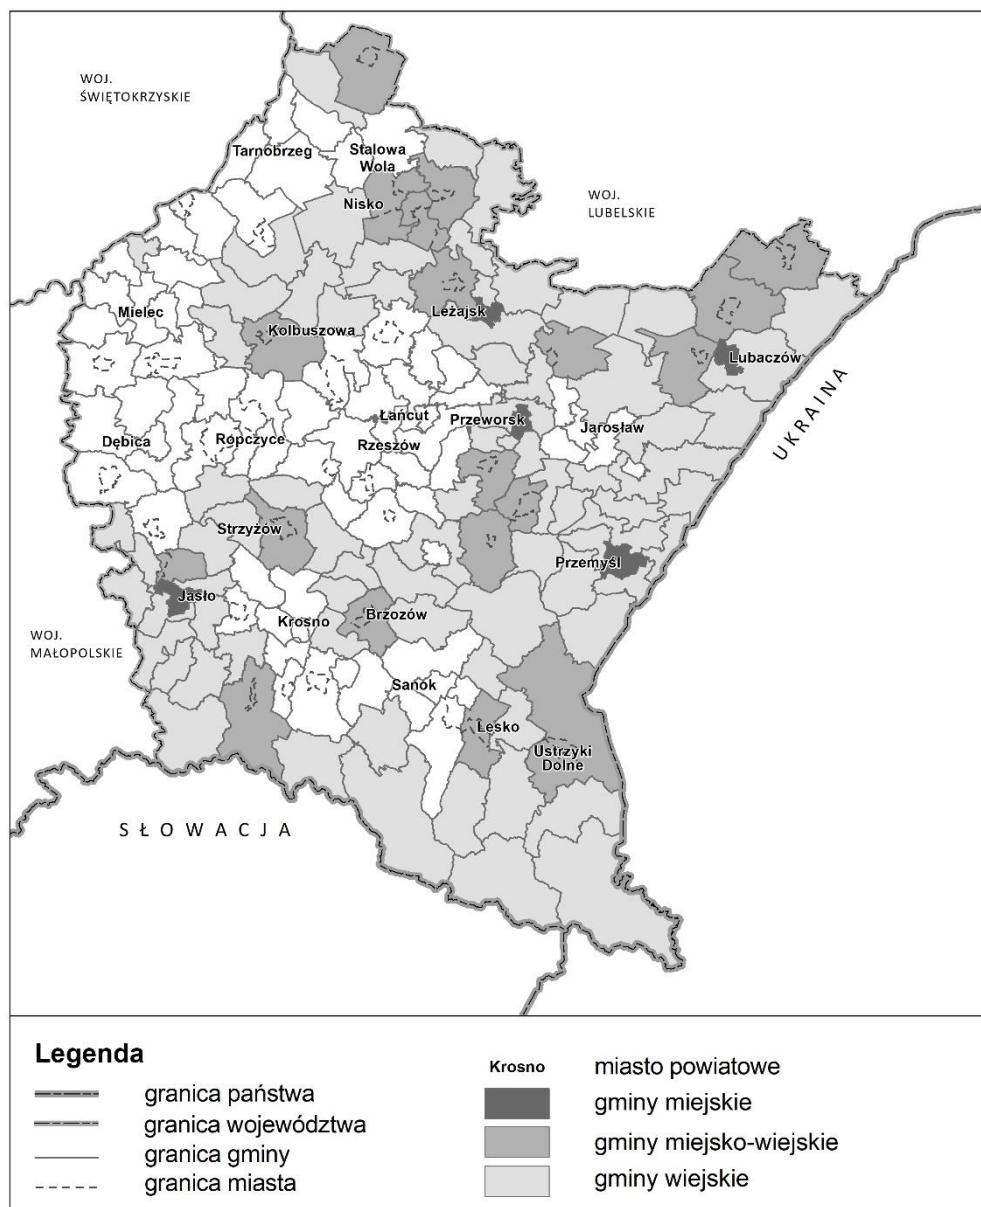 WOJ.
ŚWIĘTOKRZYSKIE
Tarnobrzeg
Stalowa
Wola
Nisko
WOJ.
LUBELSKIE
Mielec
Leżajsk
Kolbuszowa
Lubaczów
Łańcut
Przeworsk
Jarosław
Dębica
Ropczyce
Rzeszów
UKRAINA
Strzyżów
Przemyśl
Jasło
Brzozów
Krosno
WOJ.
MAŁOPOLSKIE
Sanok
Lesko
Ustrzyki
Dolne
SŁOWACJA
Legenda
granica państwa
granica województwa
granica gminy
granica miasta
Krosno miasto powiatowe
gminy miejskie
gminy miejsko-wiejskie
gminy wiejskie